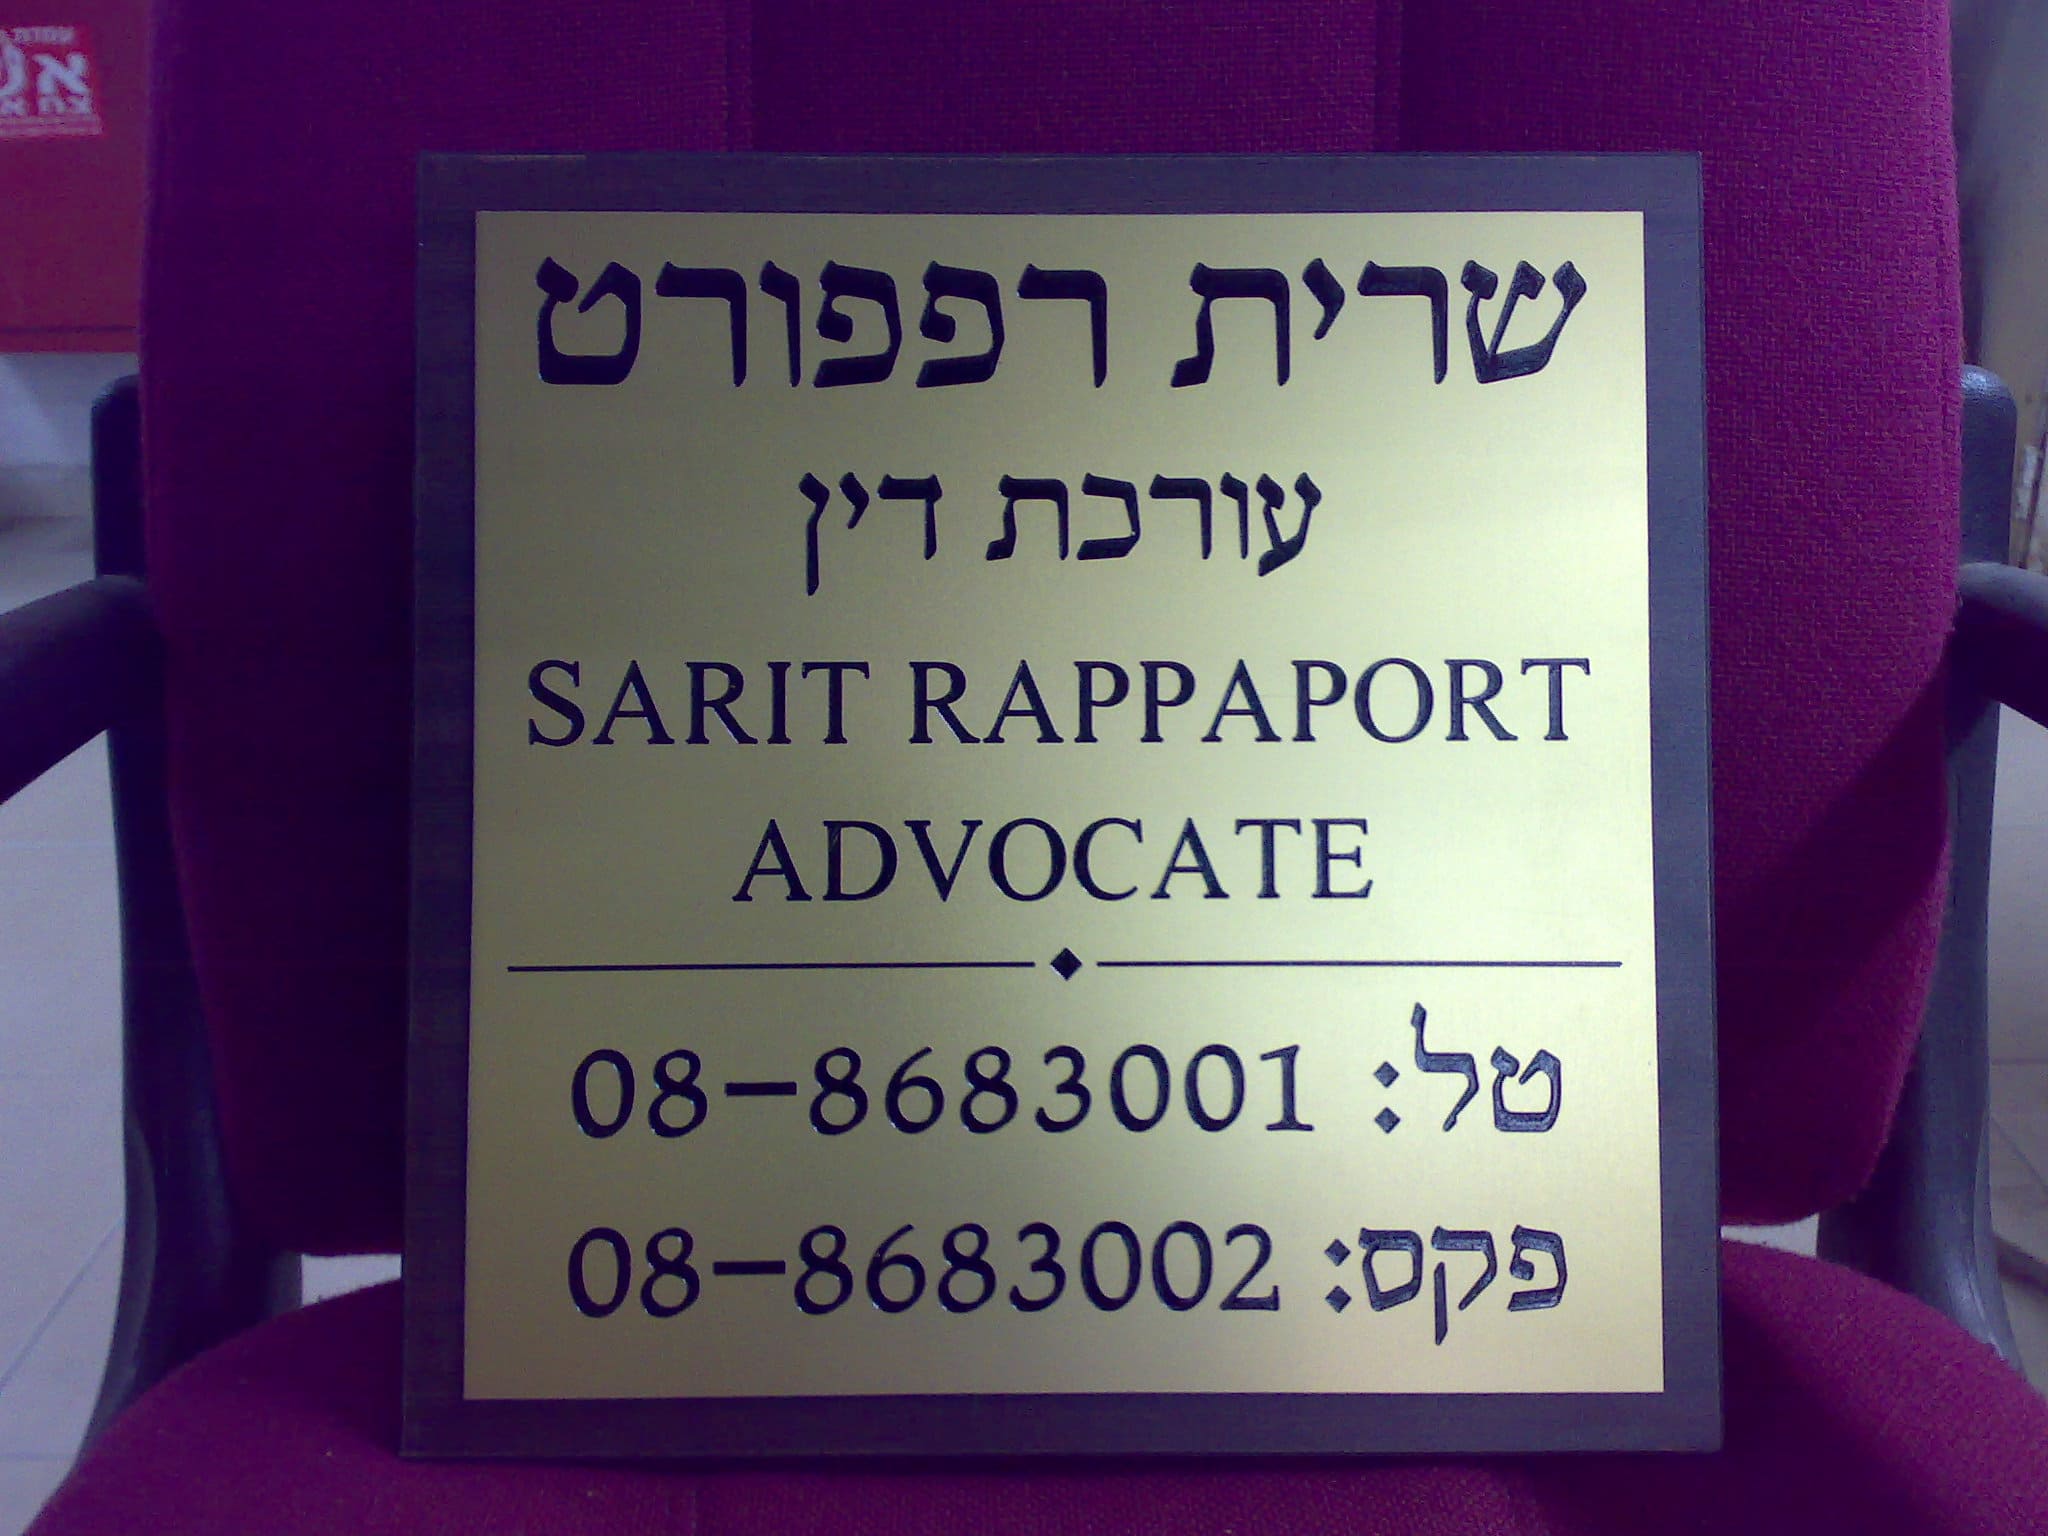 שרית רפפורט
עורכת דין
SARIT RAPPAPORT
ADVOCATE
טל: 08-8683001
פקס: 08-8683002